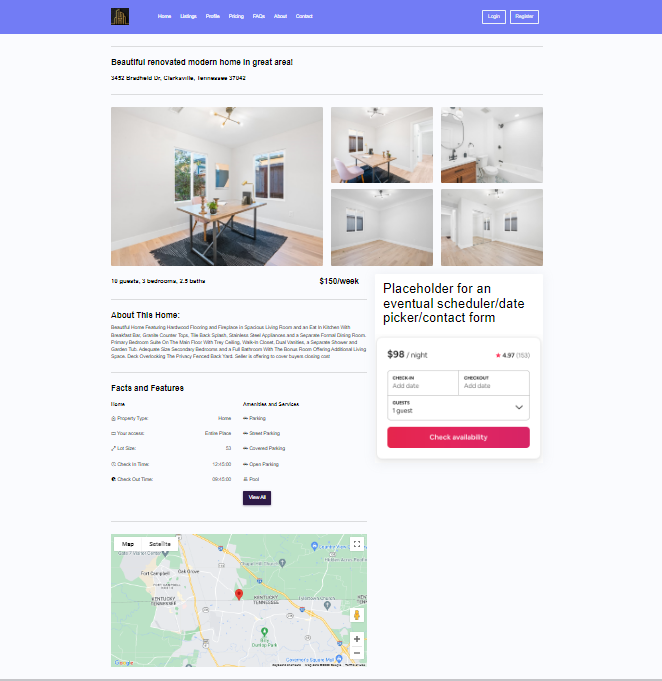 Home Listings Profile Pricing FAQs About Contact Login Register
Beautiful renovated modern home in great area!
3452 Bradfield Dr, Clarksville, Tennessee 37042
10 guests, 3 bedrooms, 2.5 baths
$150/week
Placeholder for an
eventual scheduler/date
picker/contact form
$98 / night ★ 4.97 (153)
CHECK-IN CHECKOUT
Add date Add date
GUESTS
1 guest
Check availability
About This Home:
Beautiful Home Featuring Hardwood Flooring and Fireplace in Spacious Living Room and an Eat In Kitchen With
Breakfast Bar, Granite Counter Tops, Tile Back Splash, Stainless Steel Appliances and a Separate Formal Dining Room.
Primary Bedroom Suite On The Main Floor With Trey Ceiling, Walk-In Closet, Dual Vanities, a Separate Shower and
Garden Tub. Adequate Size Secondary Bedrooms and a Full Bathroom With The Bonus Room Offering Additional Living
Space. Deck Overlooking The Privacy Fenced Back Yard. Seller is offering to cover buyers closing cost
Facts and Features
Home Amenities and Services
Property Type: Home Parking
Your access: Entire Place Street Parking
Lot Size: 53 Covered Parking
Check In Time: 12:45:00 Open Parking
Check Out Time: 09:45:00 Pool
View All
Map Satellite
Oak Grove
Fort Campbell
KENTUCKY
TENNESSEE
KENTUCKY
TENNESSEE
Dunlop Park
Governor's Square Mall
Google